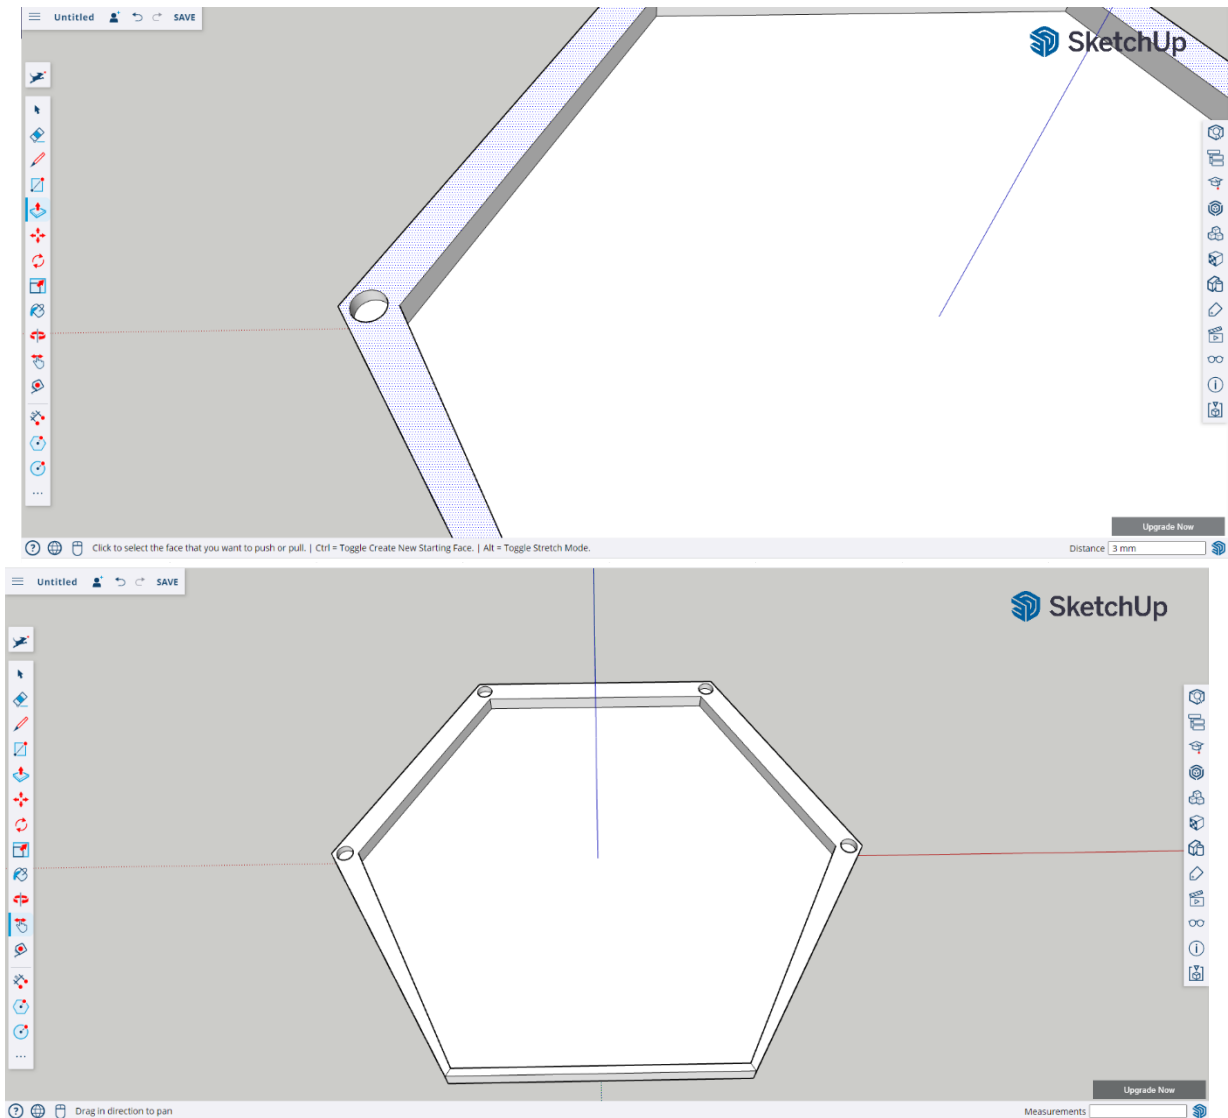 Untitled SAVE
SketchUp
Upgrade Now
Click to select the face that you want to push or pull. | Ctrl = Toggle Create New Starting Face. | Alt = Toggle Stretch Mode.
Distance 3 mm
Untitled SAVE
SketchUp
Upgrade Now
Drag in direction to pan
Measurements